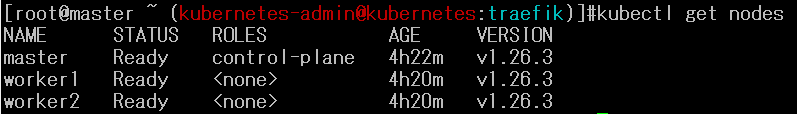 [root@master ~ (kubernetes-admin@kubernetes:traefik)]#kubectl get nodes
NAME      STATUS   ROLES           AGE     VERSION
master    Ready    control-plane   4h22m   v1.26.3
worker1   Ready    <none>          4h20m   v1.26.3
worker2   Ready    <none>          4h20m   v1.26.3